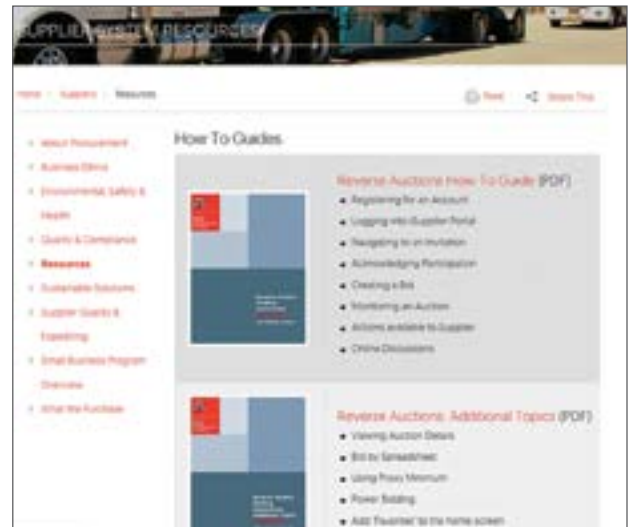 SUPPLIER SYSTEM RESOURCES
Home Suppliers Resources
Print Share This
About Procurement
Business Ethics
Environmental, Safety &
Health
Quality & Compliance
Resources
Sustainable Solutions
Supplier Quality &
Expediting
Small Business Program
Overview
What We Purchase
How To Guides
Reverse Auctions How-To Guide (PDF)
Registering for an Account
Logging into iSupplier Portal
Navigating to an Invitation
Acknowledging Participation
Creating a Bid
Monitoring an Auction
Actions available to Supplier
Online Discussions
Reverse Auctions: Additional Topics (PDF)
Viewing Auction Details
Bid by Spreadsheet
Using Proxy Minimum
Power Bidding
Add 'Favorites' to the home screen